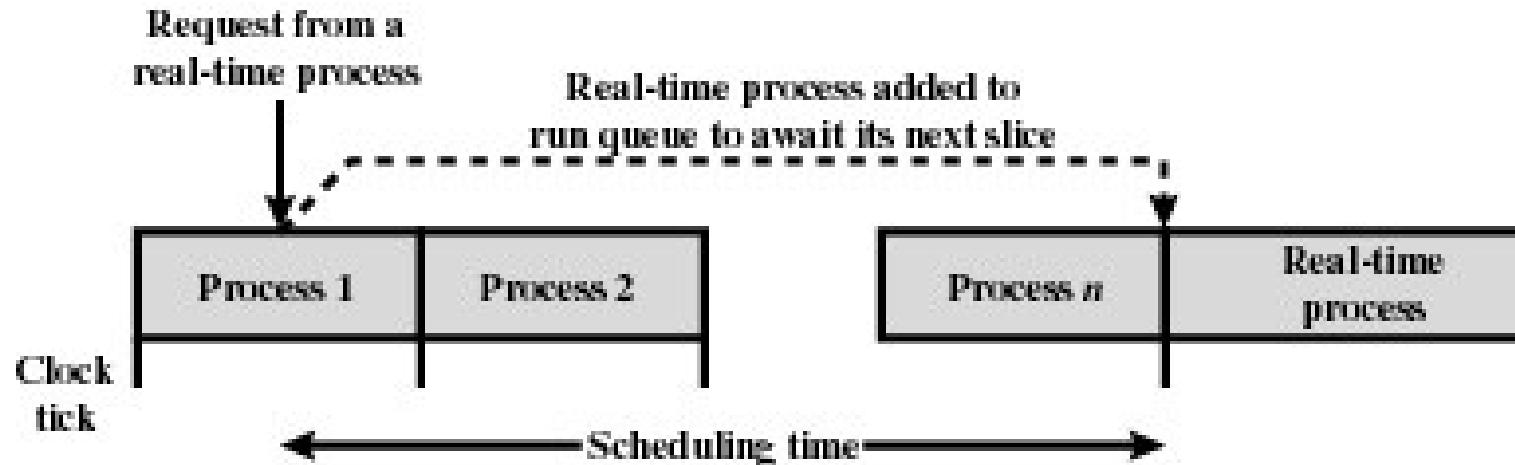 Request from a
real-time process
Real-time process added to
run queue to await its next slice
Process 1
Process 2
Process n
Real-time
process
Clock
tick
Scheduling time